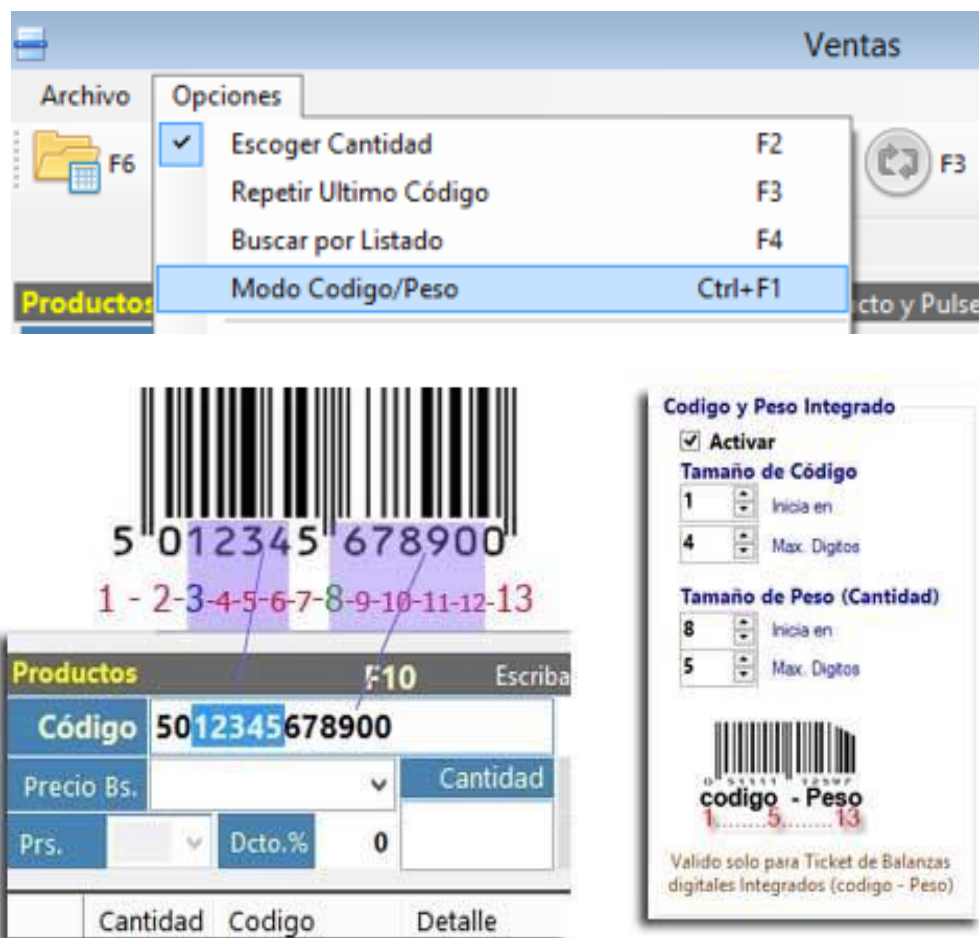 Ventas
Archivo Opciones
F6
Escoger Cantidad F2
F3
Repetir Ultimo Código F3
Buscar por Listado F4
Modo Codigo/Peso Ctrl+F1
Productos
cto y Pulse
5 012345 678900
1 - 2-3-4-5-6-7-8-9-10-11-12-13
Productos F10 Escriba
Código 5012345678900
Precio Bs. Cantidad
Prs. Dcto.% 0
Cantidad Codigo Detalle
Codigo y Peso Integrado
Activar
Tamaño de Código
1 Inicia en
4 Max. Digitos
Tamaño de Peso (Cantidad)
8 Inicia en
5 Max. Digitos
codigo - Peso
1........5........13
Valido solo para Ticket de Balanzas
digitales Integrados (codigo - Peso)